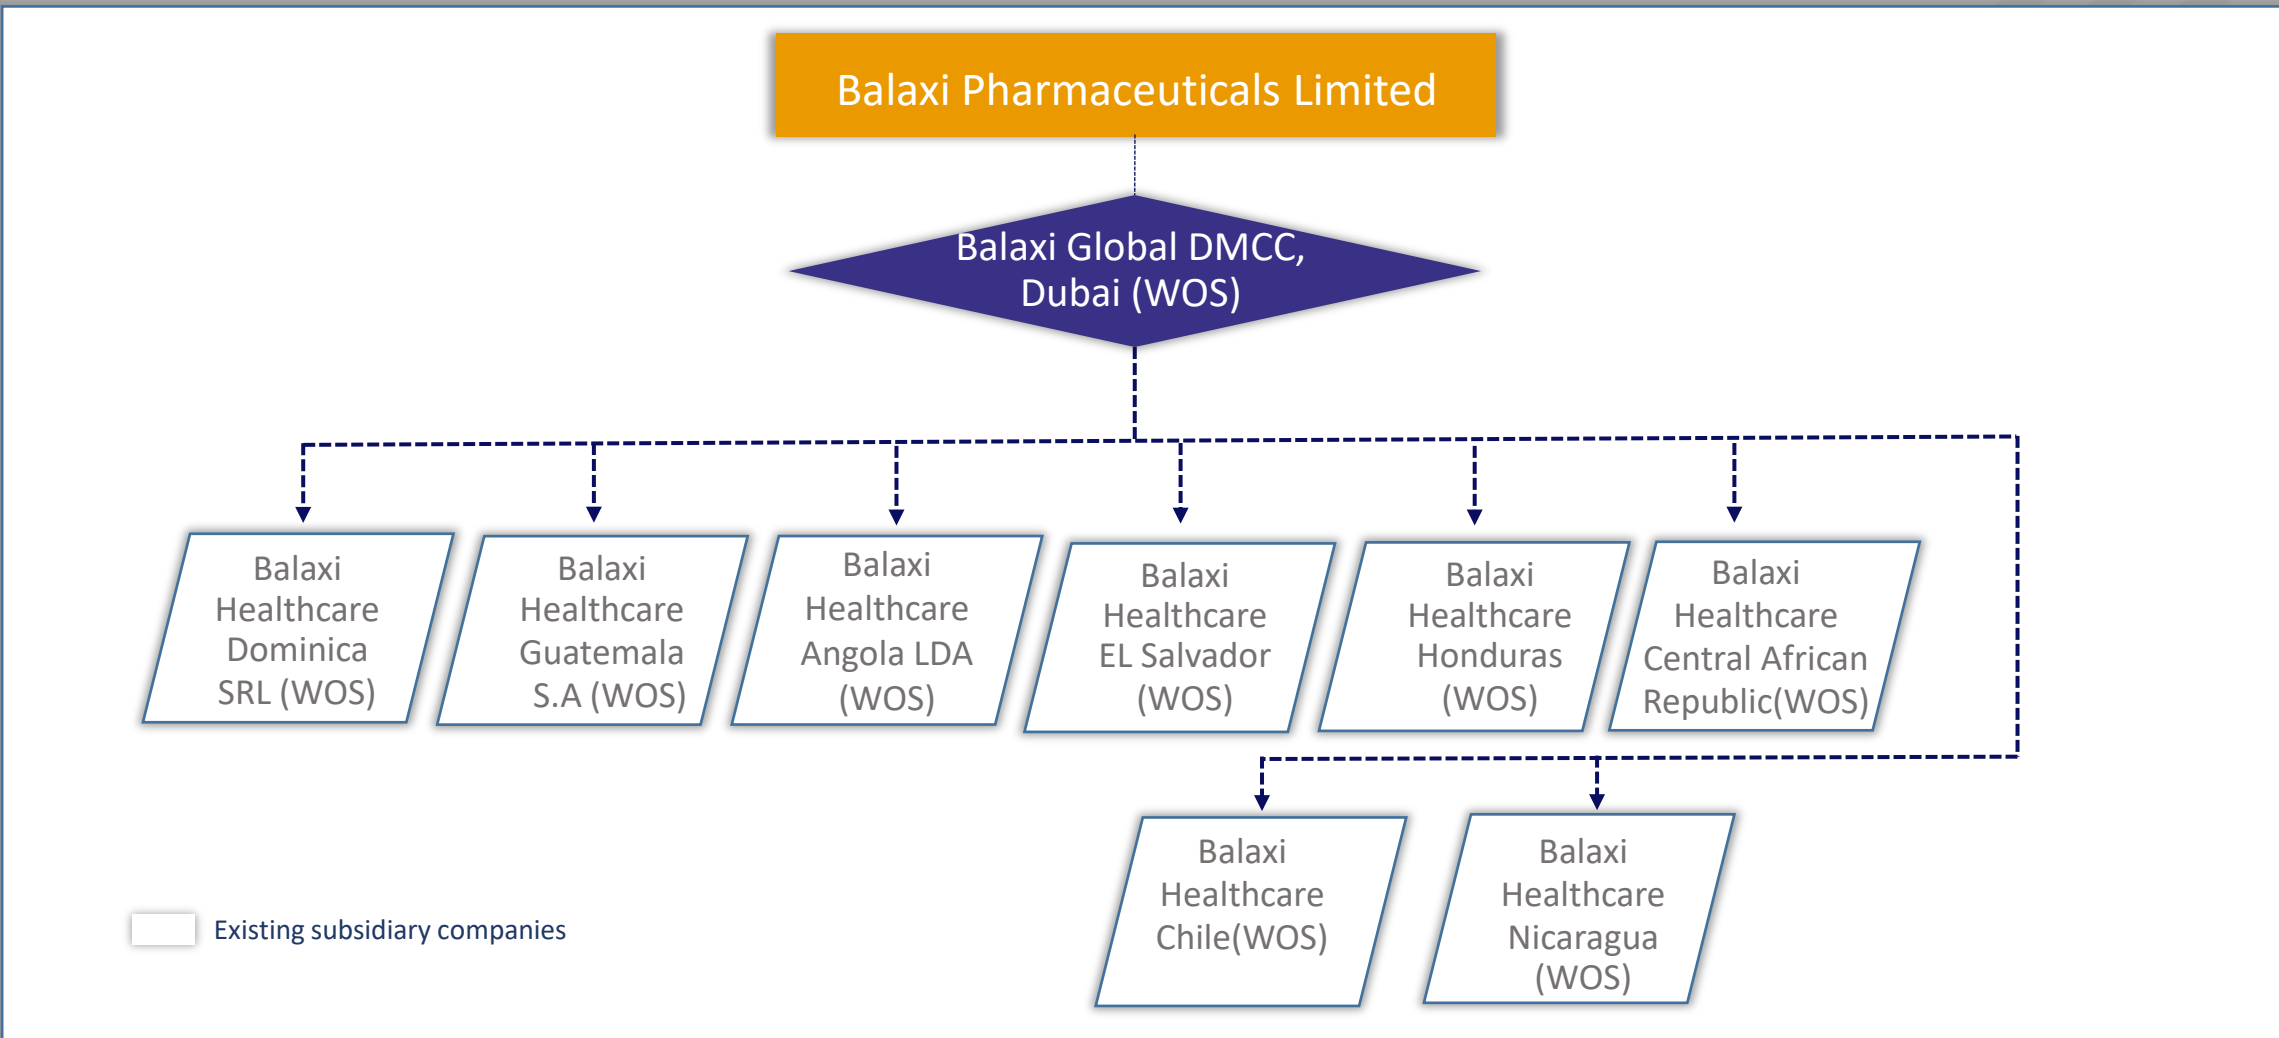 Balaxi Pharmaceuticals Limited
Balaxi Global DMCC,
Dubai (WOS)
Balaxi
Healthcare
Dominica
SRL (WOS)
Balaxi
Healthcare
Guatemala
S.A (WOS)
Balaxi
Healthcare
Angola LDA
(WOS)
Balaxi
Healthcare
EL Salvador
(WOS)
Balaxi
Healthcare
Honduras
(WOS)
Balaxi
Healthcare
Central African
Republic(WOS)
Balaxi
Healthcare
Chile(WOS)
Balaxi
Healthcare
Nicaragua
(WOS)
Existing subsidiary companies